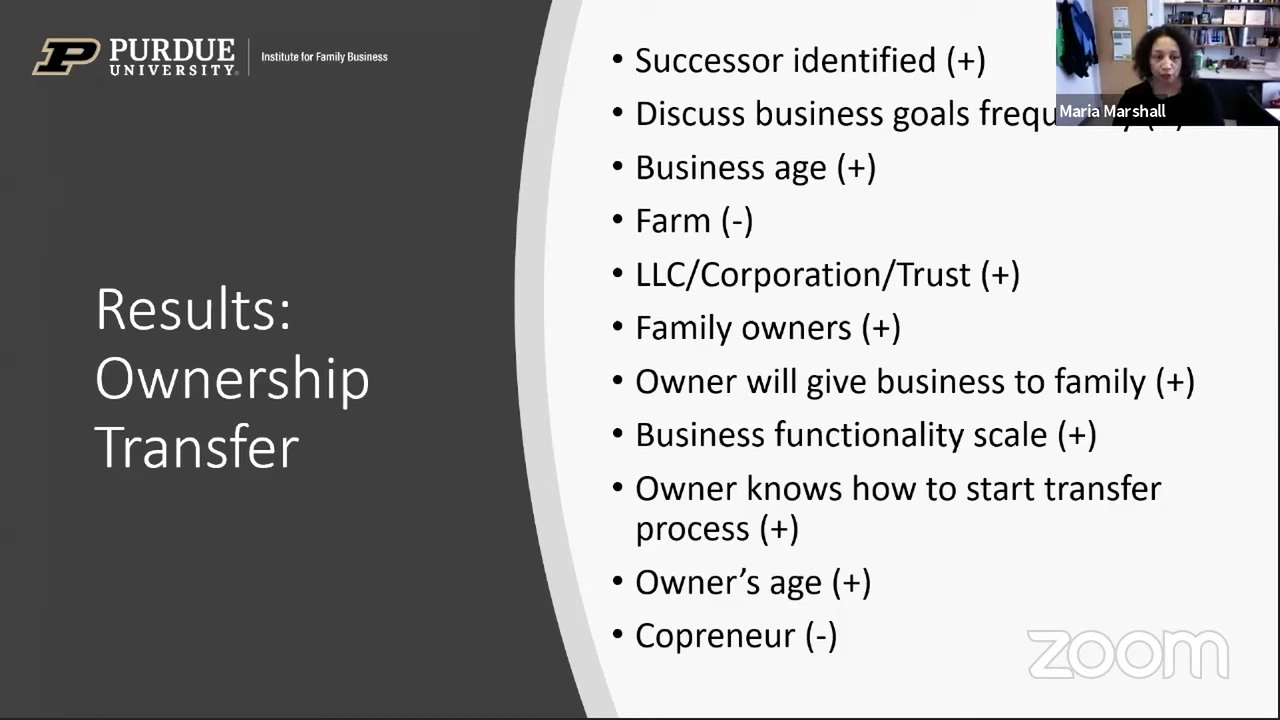 PURDUE UNIVERSITY
Institute for Family Business
Results:
Ownership
Transfer
• Successor identified (+)
• Discuss business goals
• Business age (+)
• Farm (-)
• LLC/Corporation/Trust (+)
• Family owners (+)
• Owner will give business to family (+)
• Business functionality scale (+)
• Owner knows how to start transfer
process (+)
• Owner’s age (+)
• Copreneur (-)
Maria Marshall
zoom